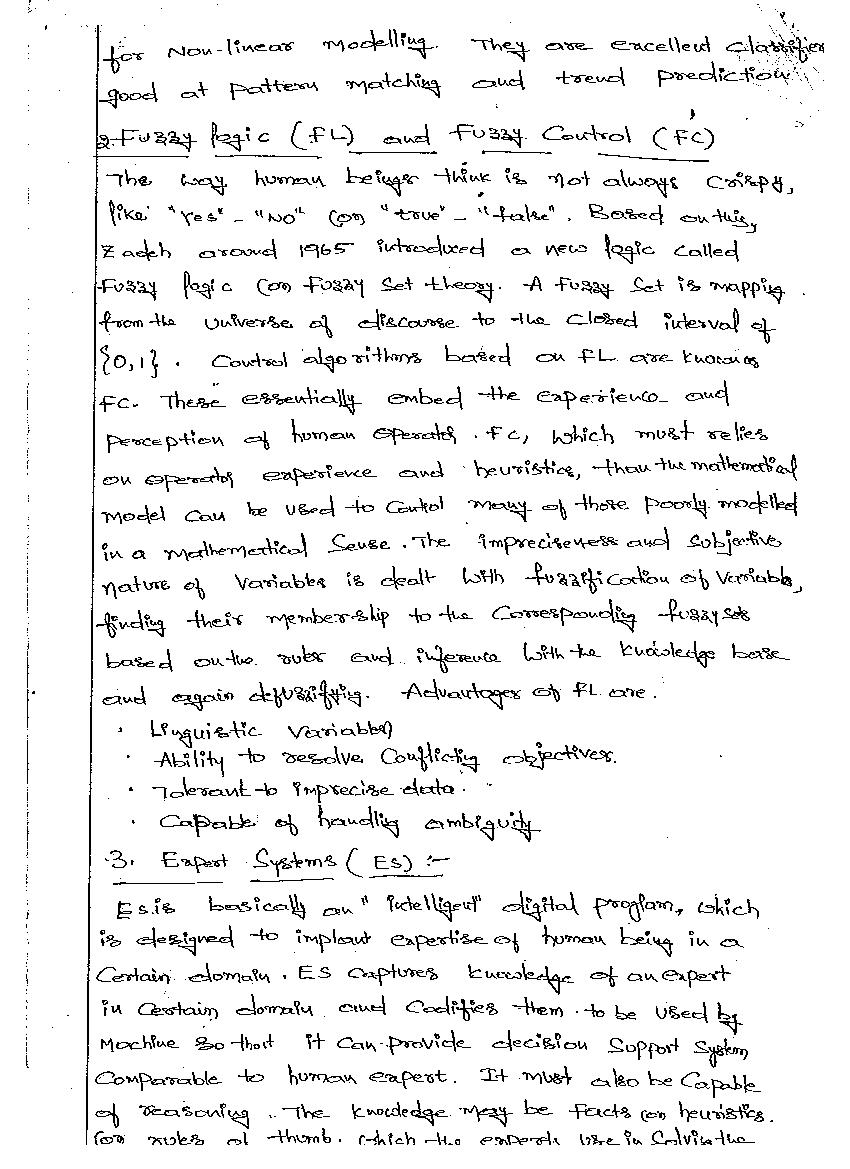 for Non-linear modelling. They are excellent classifier
good at pattern matching and trend prediction
2. Fuzzy logic (FL) and Fuzzy Control (FC)
The way human beings think is not always crispy,
like "Yes" - "No" (or) "true" - "false". Based on this,
Zadeh around 1965 introduced a new logic called
Fuzzy logic (or) Fuzzy Set theory. A fuzzy set is mapping
from the universe of discourse to the closed interval of
{0,1}. Control algorithms based on FL are known as
FC. These essentially embed the experience and
perception of human operator. FC, which must relies
on operator experience and heuristics, than the mathematical
model can be used to control many of those poorly modelled
in a mathematical sense. The impreciseness and subjective
nature of variables is dealt with fuzzification of variable,
finding their membership to the corresponding fuzzy sets
based on the rules and inference with the knowledge base
and again defuzzifying. Advantages of FL are.
· Linguistic variables
· Ability to resolve conflicting objectives.
· Tolerant to imprecise data.
· Capable of handling ambiguity
3. Expert Systems (ES) :-
ES is basically an "intelligent" digital program, which
is designed to implant expertise of human being in a
certain domain. ES captures knowledge of an expert
in certain domain and codifies them to be used by
machine so that it can provide decision support system
comparable to human expert. It must also be capable
of reasoning. The knowledge may be facts (or) heuristics.
(or) rules of thumb. which the experts use in solving the